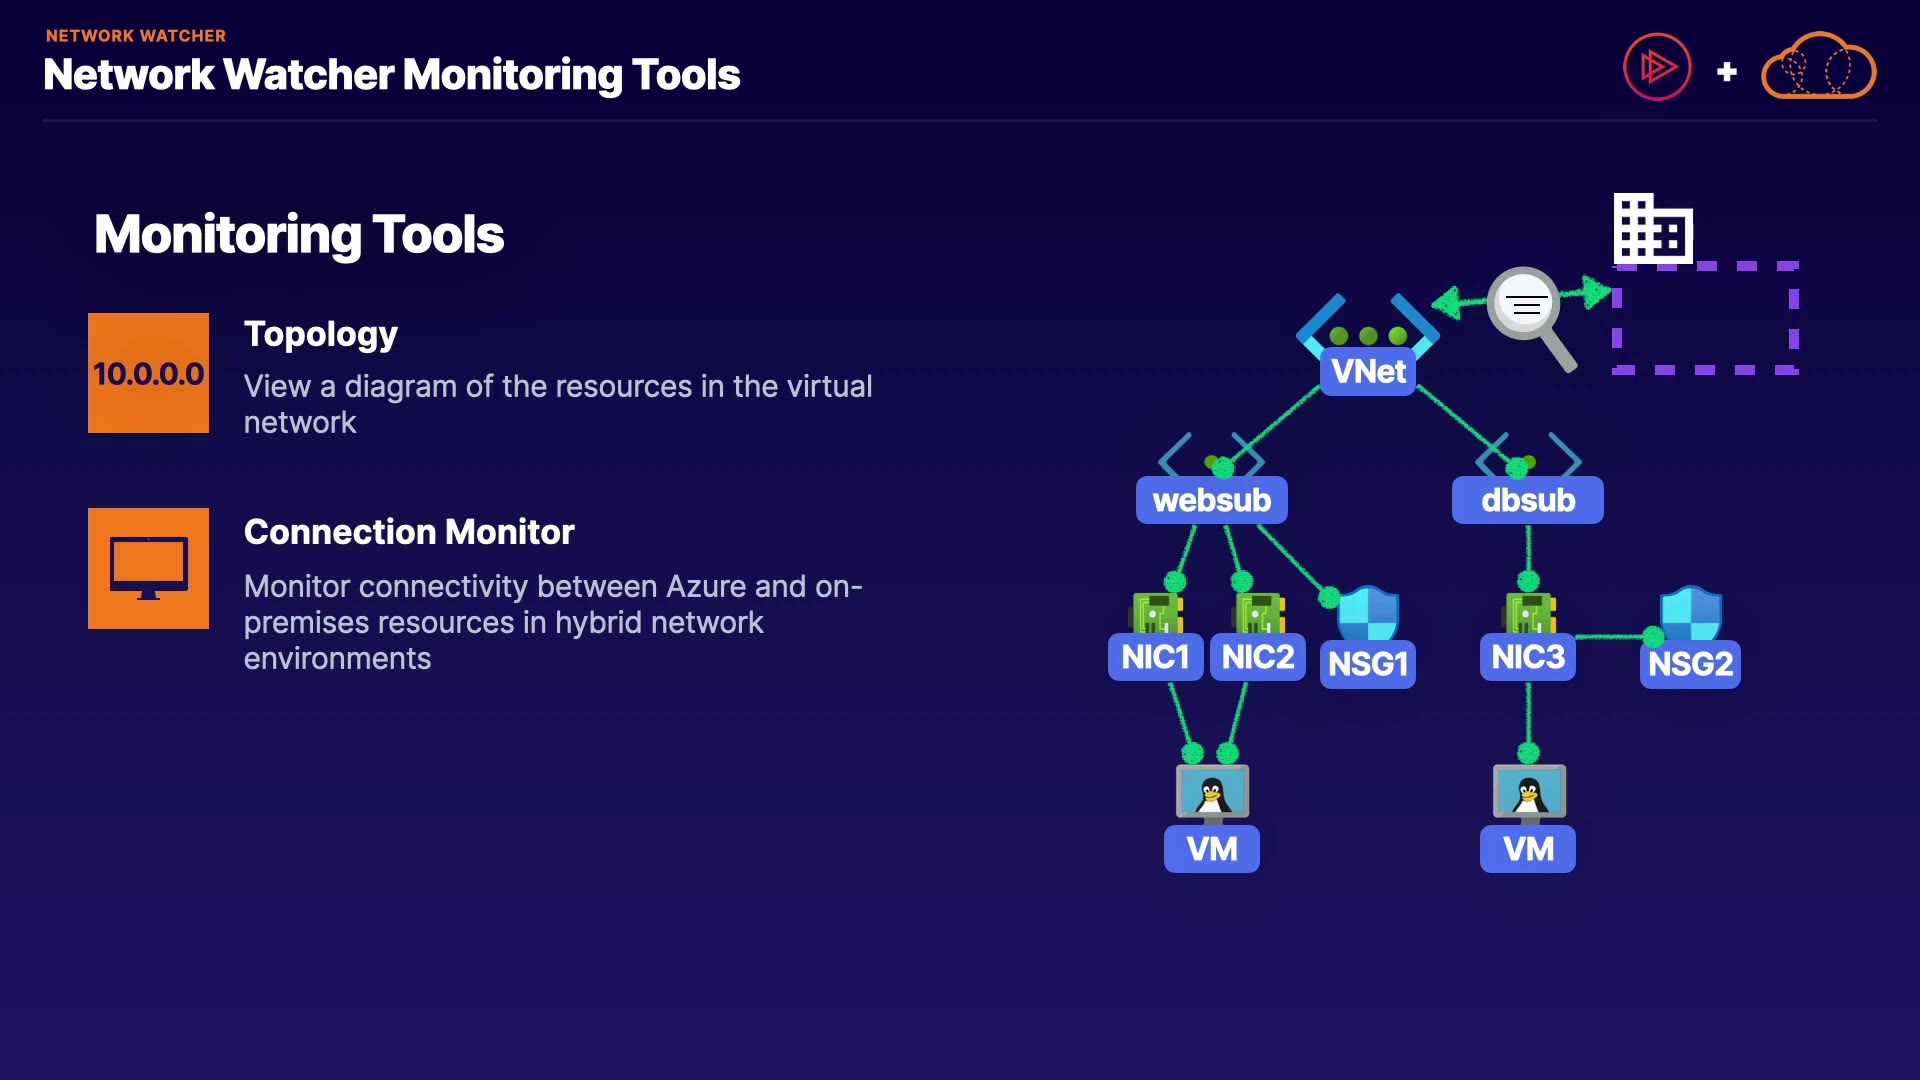 NETWORK WATCHER
Network Watcher Monitoring Tools
Monitoring Tools
10.0.0.0
Topology
View a diagram of the resources in the virtual
network
Connection Monitor
Monitor connectivity between Azure and on-
premises resources in hybrid network
environments
VNet
websub
dbsub
NIC1
NIC2
NSG1
NIC3
NSG2
VM
VM